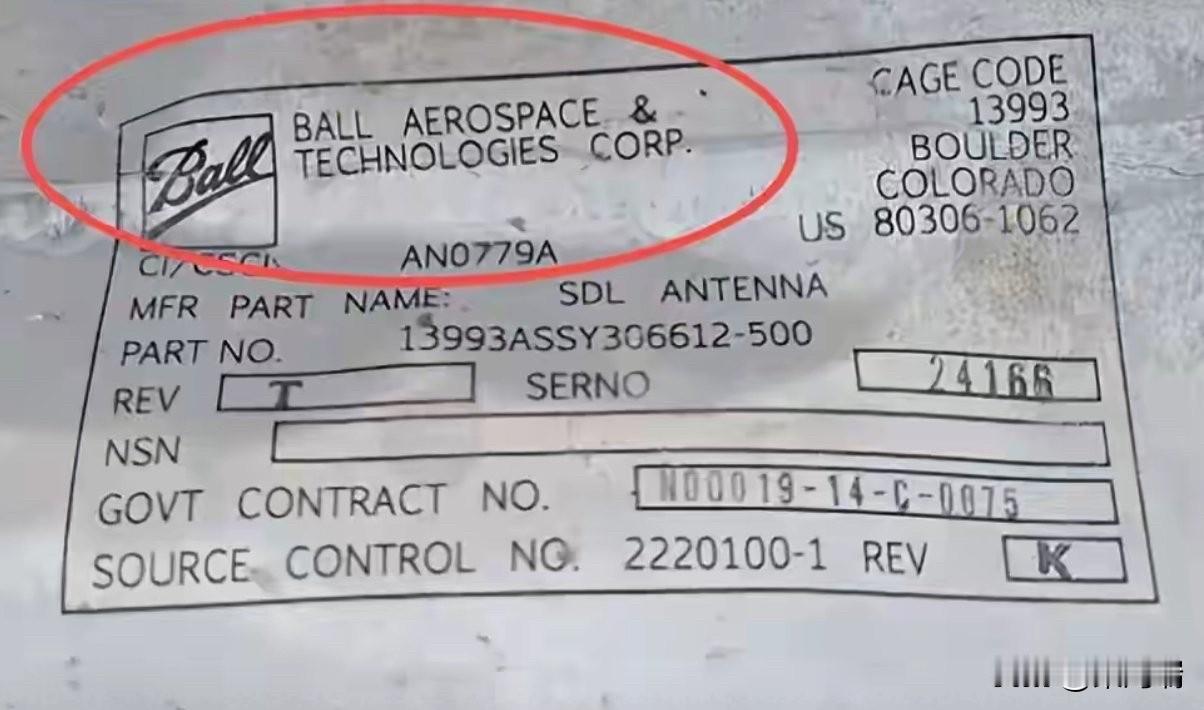 Ball
BALL AEROSPACE &
TECHNOLOGIES CORP.
CAGE CODE
13993
BOULDER
COLORADO
US 80306-1062
CI/CSCI: AN0779A
MFR PART NAME: SDL ANTENNA
PART NO. 13993ASSY306612-500
REV T SERNO 24166
NSN
GOVT CONTRACT NO. N00019-14-C-0075
SOURCE CONTROL NO. 2220100-1 REV K